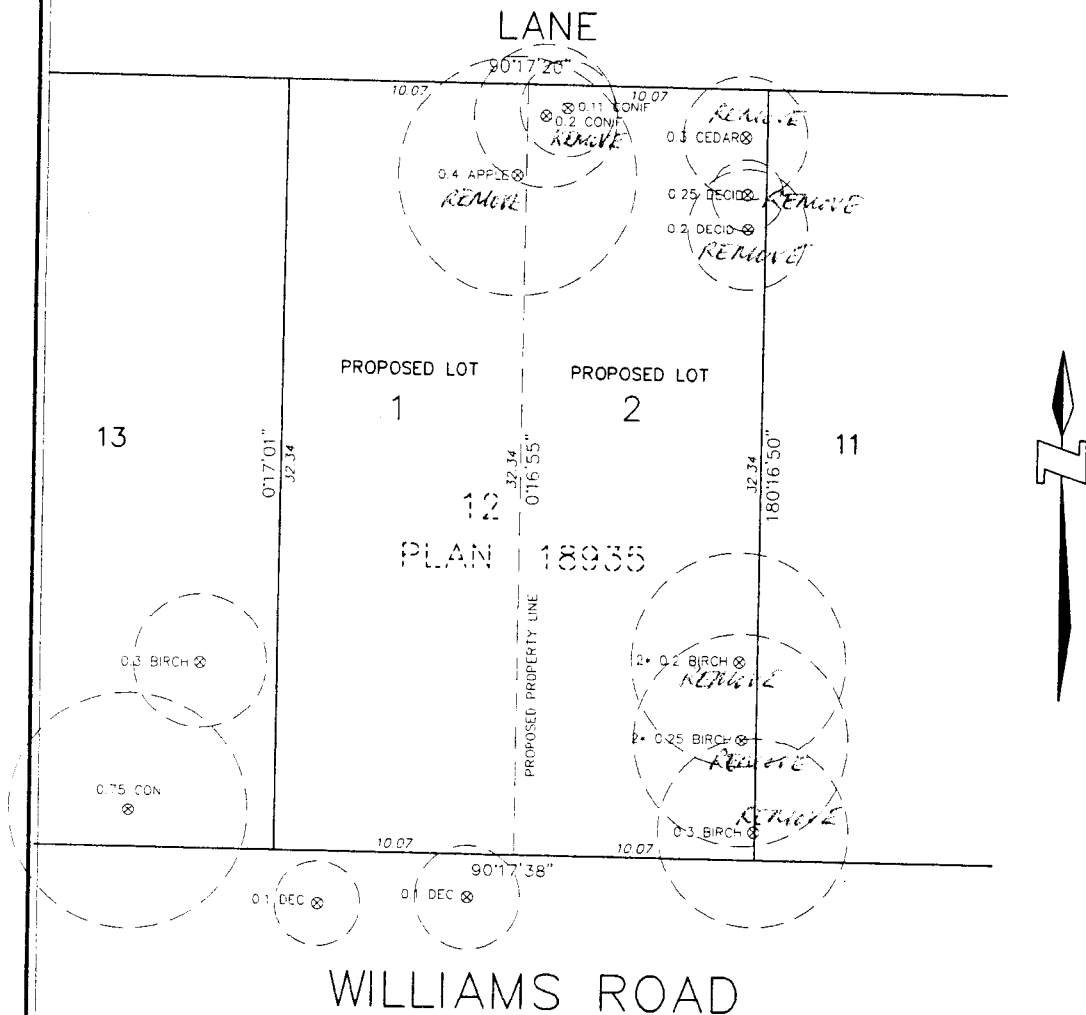 LANE
90°17'20"
10.07
10.07
0.11 CONIF
0.2 CONIF
REMOVE
REMOVE
0.3 CEDAR
0.4 APPLE
REMOVE
0.25 DECID
REMOVE
0.2 DECID
REMOVE
PROPOSED LOT
1
PROPOSED LOT
2
13
11
0°17'01"
32.34
32.34
0°16'55"
32.34
180°16'50"
12
PLAN 18935
PROPOSED PROPERTY LINE
0.3 BIRCH
2• 0.2 BIRCH
REMOVE
2• 0.25 BIRCH
REMOVE
0.75 CON
REMOVE
0.3 BIRCH
10.07
10.07
90°17'38"
0.1 DEC
0.1 DEC
Z
WILLIAMS ROAD